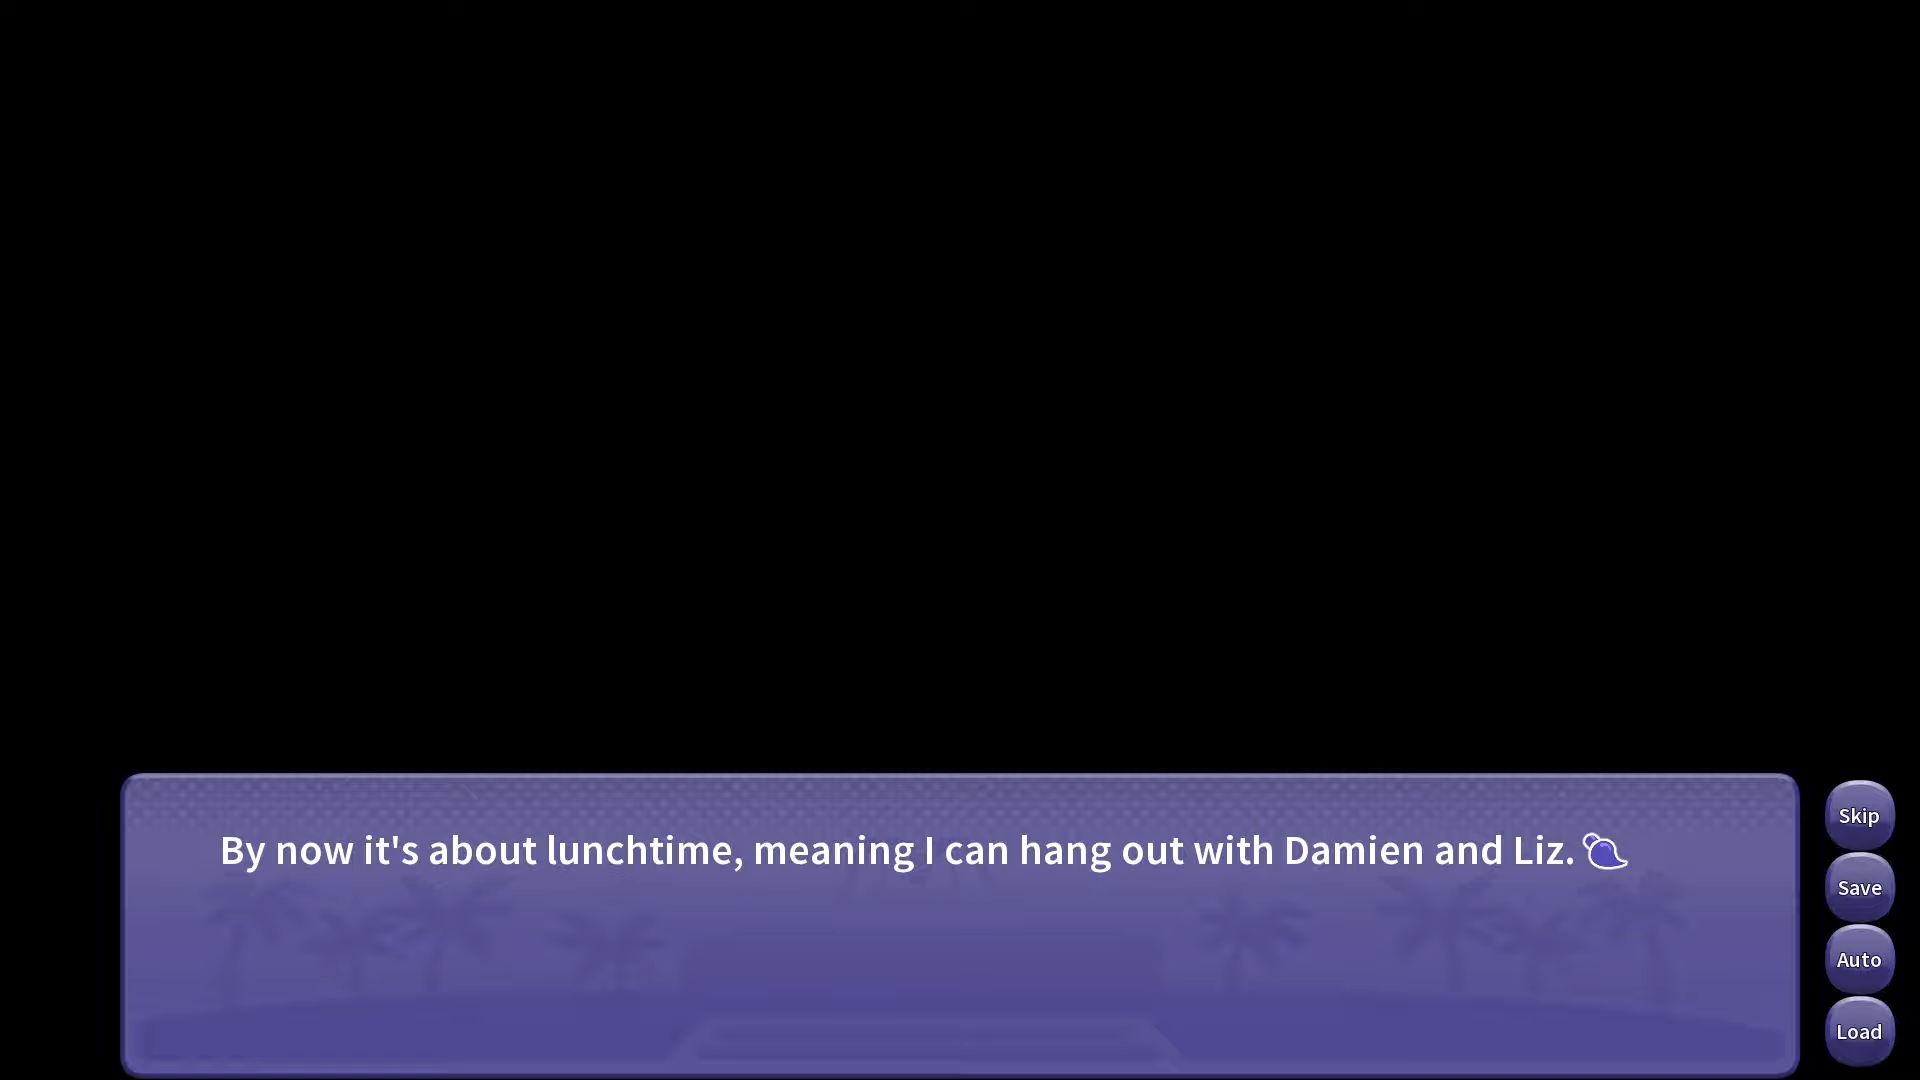 By now it's about lunchtime, meaning I can hang out with Damien and Liz.
Skip
Save
Auto
Load